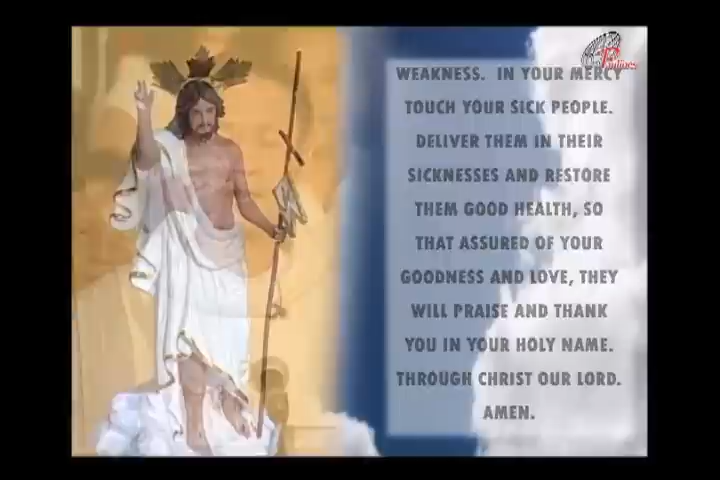 WEAKNESS. IN YOUR MERCY
TOUCH YOUR SICK PEOPLE.
DELIVER THEM IN THEIR
SICKNESSES AND RESTORE
THEM GOOD HEALTH, SO
THAT ASSURED OF YOUR
GOODNESS AND LOVE, THEY
WILL PRAISE AND THANK
YOU IN YOUR HOLY NAME.
THROUGH CHRIST OUR LORD.
AMEN.